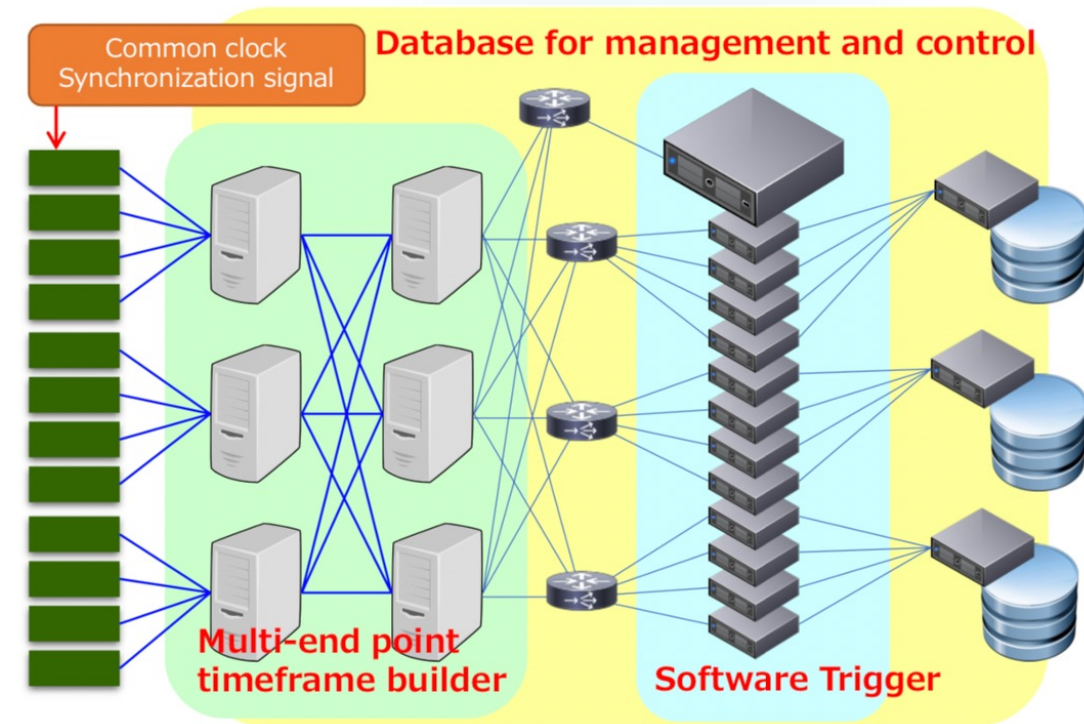 Common clock
Synchronization signal
Database for management and control
Multi-end point
timeframe builder
Software Trigger